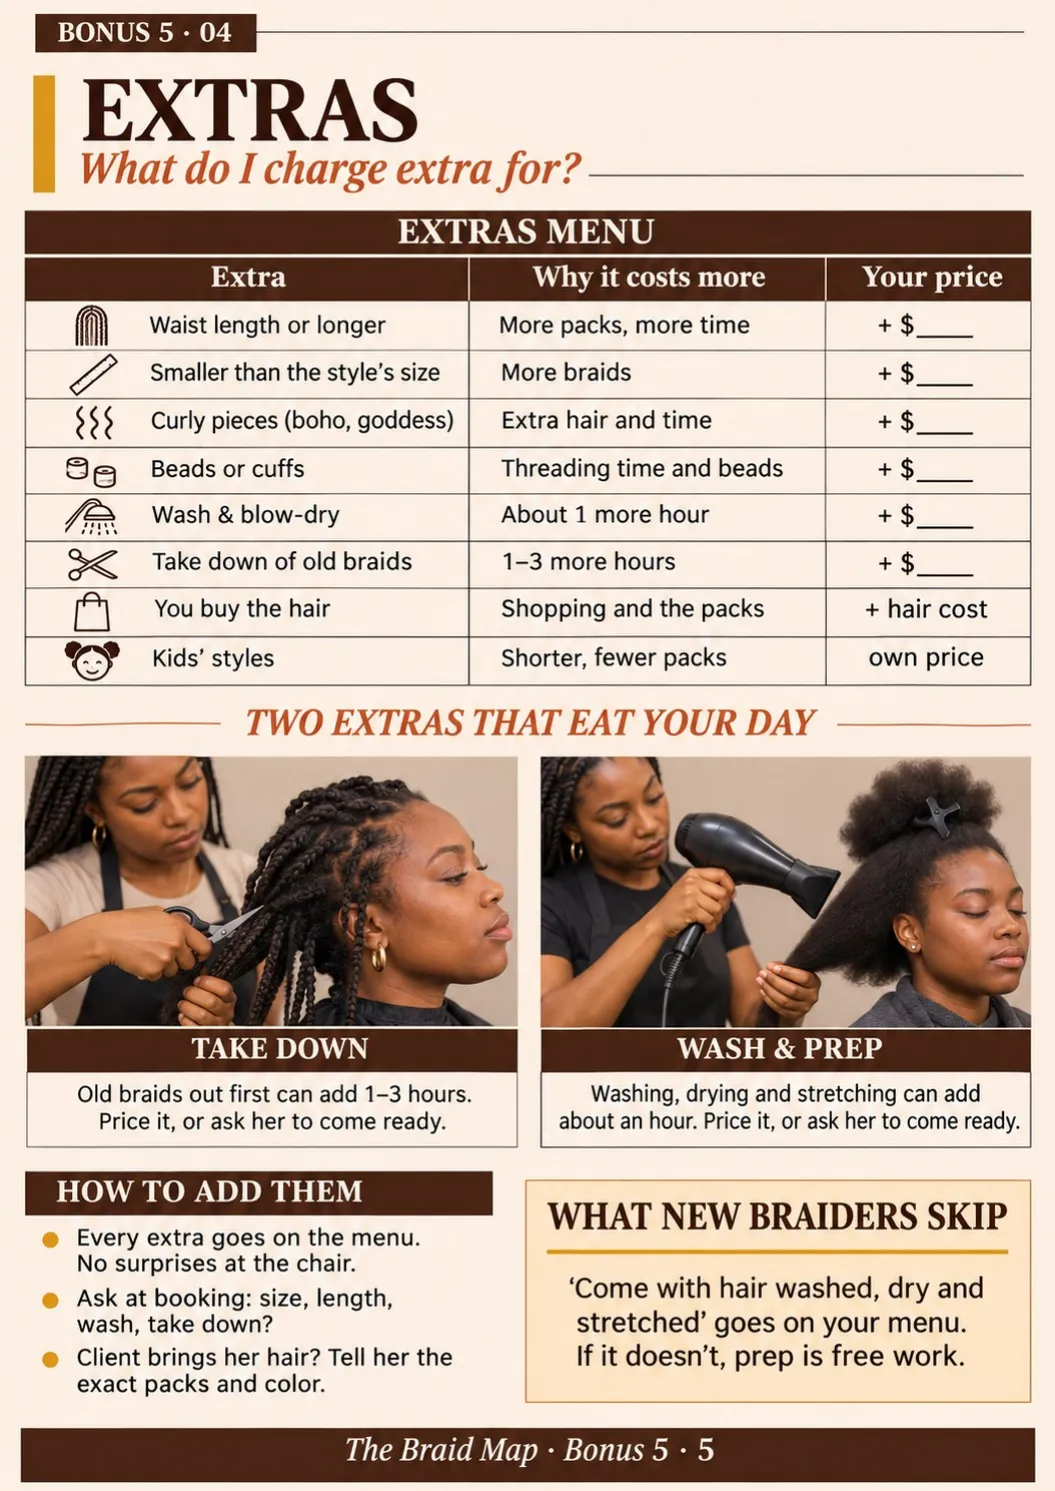 BONUS 5 · 04
EXTRAS
What do I charge extra for?
EXTRAS MENU
Extra Why it costs more Your price
Waist length or longer More packs, more time + $____
Smaller than the style's size More braids + $____
Curly pieces (boho, goddess) Extra hair and time + $____
Beads or cuffs Threading time and beads + $____
Wash & blow-dry About 1 more hour + $____
Take down of old braids 1–3 more hours + $____
You buy the hair Shopping and the packs + hair cost
Kids' styles Shorter, fewer packs own price
TWO EXTRAS THAT EAT YOUR DAY
TAKE DOWN
Old braids out first can add 1–3 hours.
Price it, or ask her to come ready.
WASH & PREP
Washing, drying and stretching can add
about an hour. Price it, or ask her to come ready.
HOW TO ADD THEM
Every extra goes on the menu.
No surprises at the chair.
Ask at booking: size, length,
wash, take down?
Client brings her hair? Tell her the
exact packs and color.
WHAT NEW BRAIDERS SKIP
'Come with hair washed, dry and
stretched' goes on your menu.
If it doesn't, prep is free work.
The Braid Map · Bonus 5 · 5